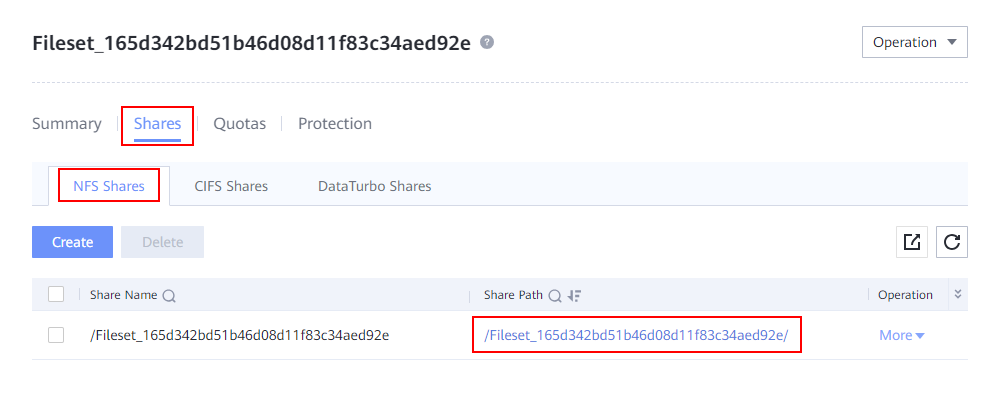 Fileset_165d342bd51b46d08d11f83c34aed92e ?
Operation
Summary Shares Quotas Protection
NFS Shares CIFS Shares DataTurbo Shares
Create Delete
Share Name Share Path Operation
/Fileset_165d342bd51b46d08d11f83c34aed92e /Fileset_165d342bd51b46d08d11f83c34aed92e/ More